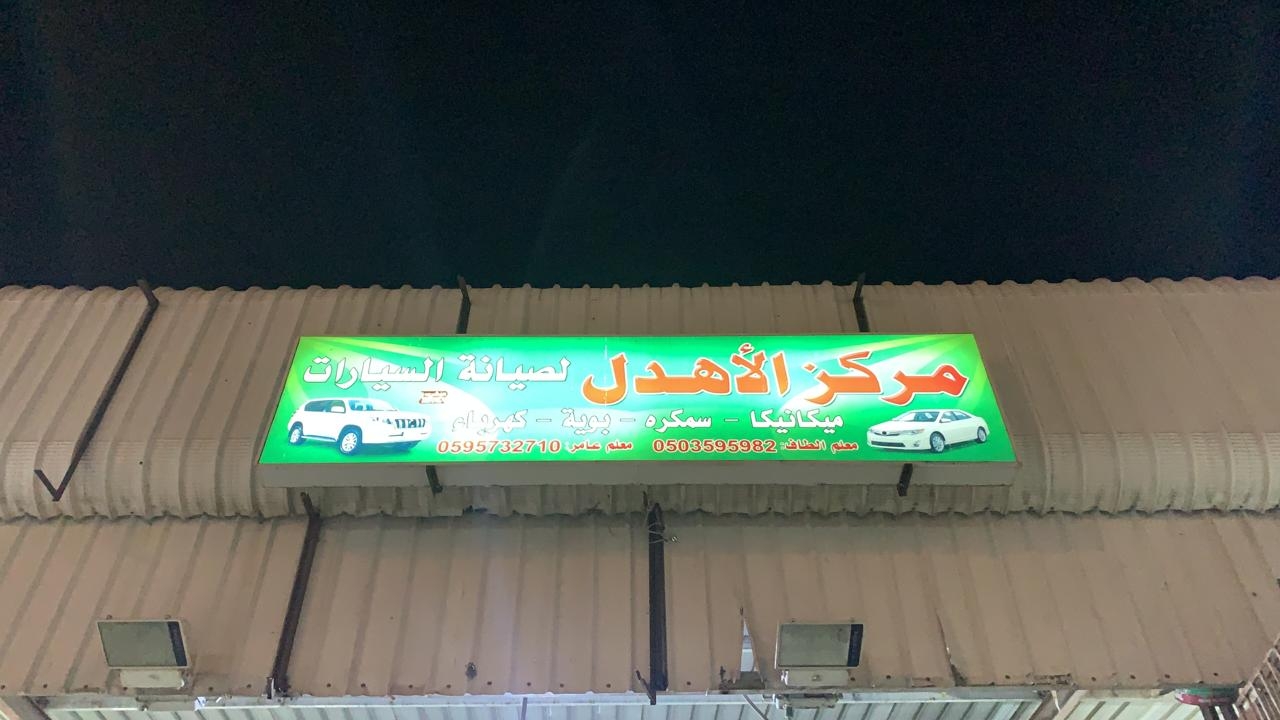 مركز الأهدل لصيانة السيارات
ميكانيكا - سمكره - بوية - كهرباء
معلم الطاف: 0503595982 معلم عامر: 0595732710